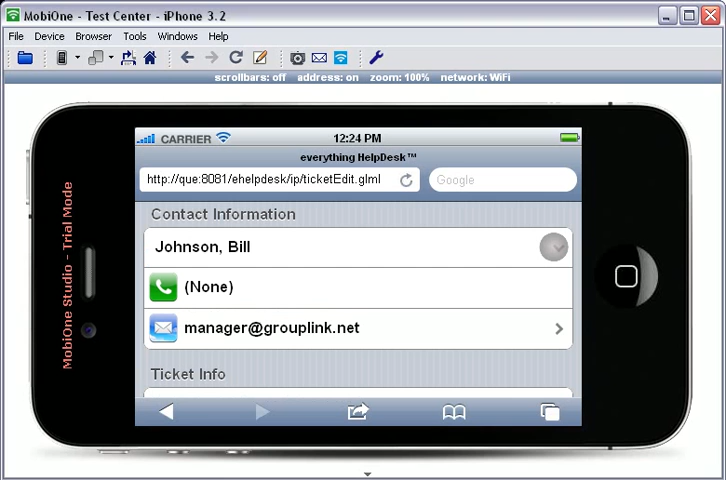 MobiOne - Test Center - iPhone 3.2
File Device Browser Tools Windows Help
scrollbars: off address: on zoom: 100% network: WiFi
CARRIER 12:24 PM
everything HelpDesk™
http://que:8081/ehelpdesk/ip/ticketEdit.glml Google
MobiOne Studio - Trial Mode
Contact Information
Johnson, Bill
(None)
manager@grouplink.net
Ticket Info